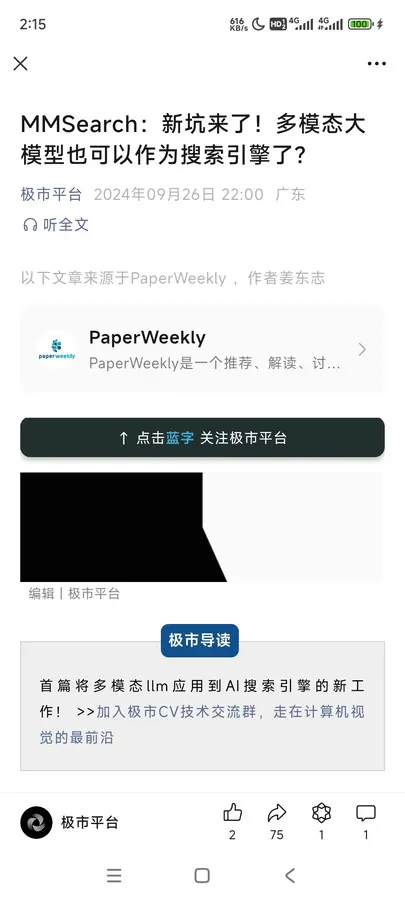 2:15
616 KB/s HD 4G 4G 100
MMSearch：新坑来了！多模态大
模型也可以作为搜索引擎了？
极市平台 2024年09月26日 22:00 广东
听全文
以下文章来源于PaperWeekly ，作者姜东志
paperweekly
PaperWeekly
PaperWeekly是一个推荐、解读、讨...
↑ 点击蓝字 关注极市平台
编辑丨极市平台
极市导读
首篇将多模态llm应用到AI搜索引擎的新工
作！ >>加入极市CV技术交流群，走在计算机视
觉的最前沿
极市平台
2 75 1 1